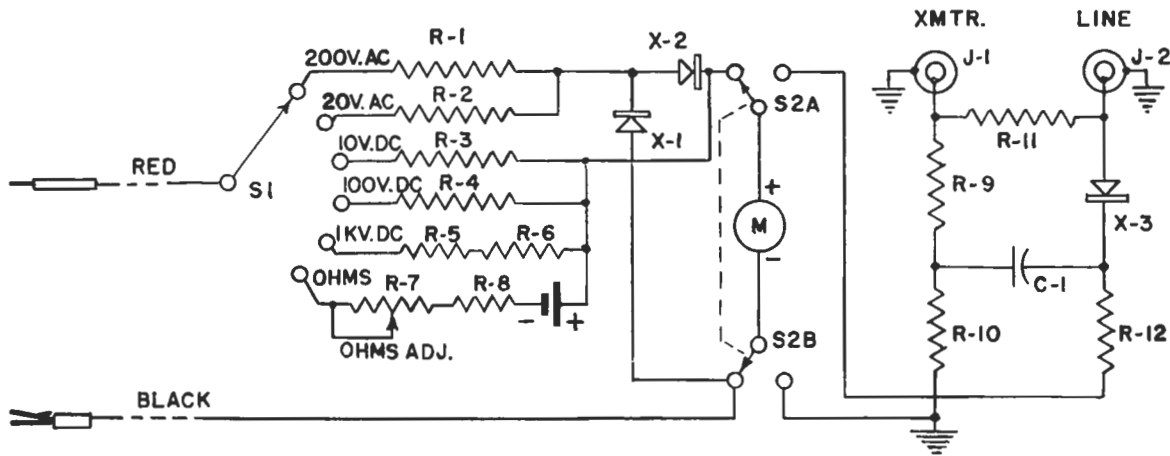 XMTR.
LINE
R-1
X-2
J-1
J-2
200V.AC
R-2
S2A
20V.AC
X-1
R-3
R-11
10V.DC
RED
R-4
100V.DC
R-9
S1
+
M
-
X-3
1KV.DC
R-5
R-6
OHMS
R-7
R-8
C-1
-
+
S2B
R-10
R-12
OHMS ADJ.
BLACK